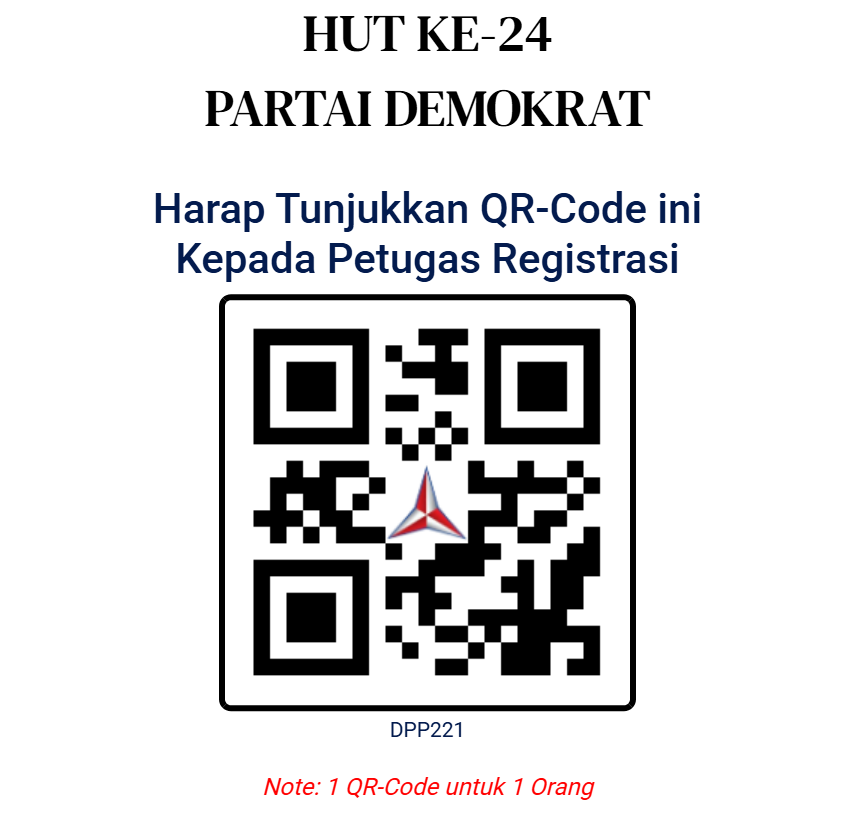 HUT KE-24
PARTAI DEMOKRAT
Harap Tunjukkan QR-Code ini
Kepada Petugas Registrasi
DPP221
Note: 1 QR-Code untuk 1 Orang